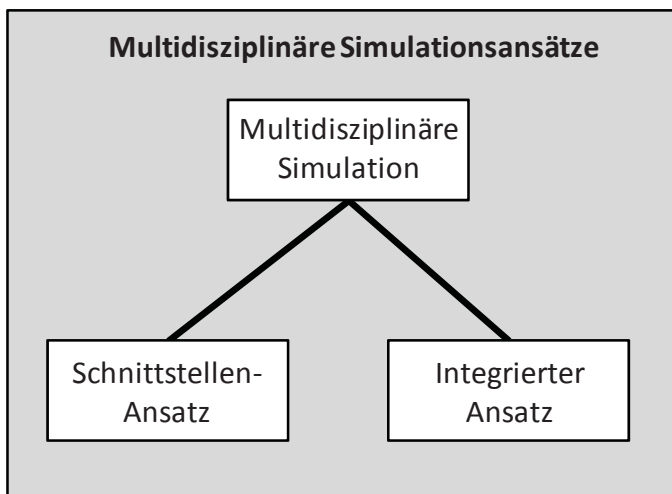 Multidisziplinäre Simulationsansätze
Multidisziplinäre
Simulation
Schnittstellen-
Ansatz
Integrierter
Ansatz